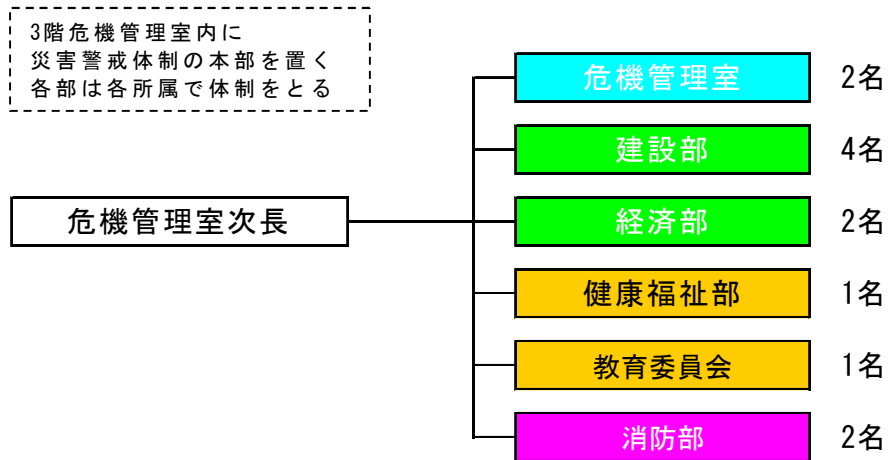 3階危機管理室内に
災害警戒体制の本部を置く
各部は各所属で体制をとる
危機管理室次長
危機管理室 2名
建設部 4名
経済部 2名
健康福祉部 1名
教育委員会 1名
消防部 2名